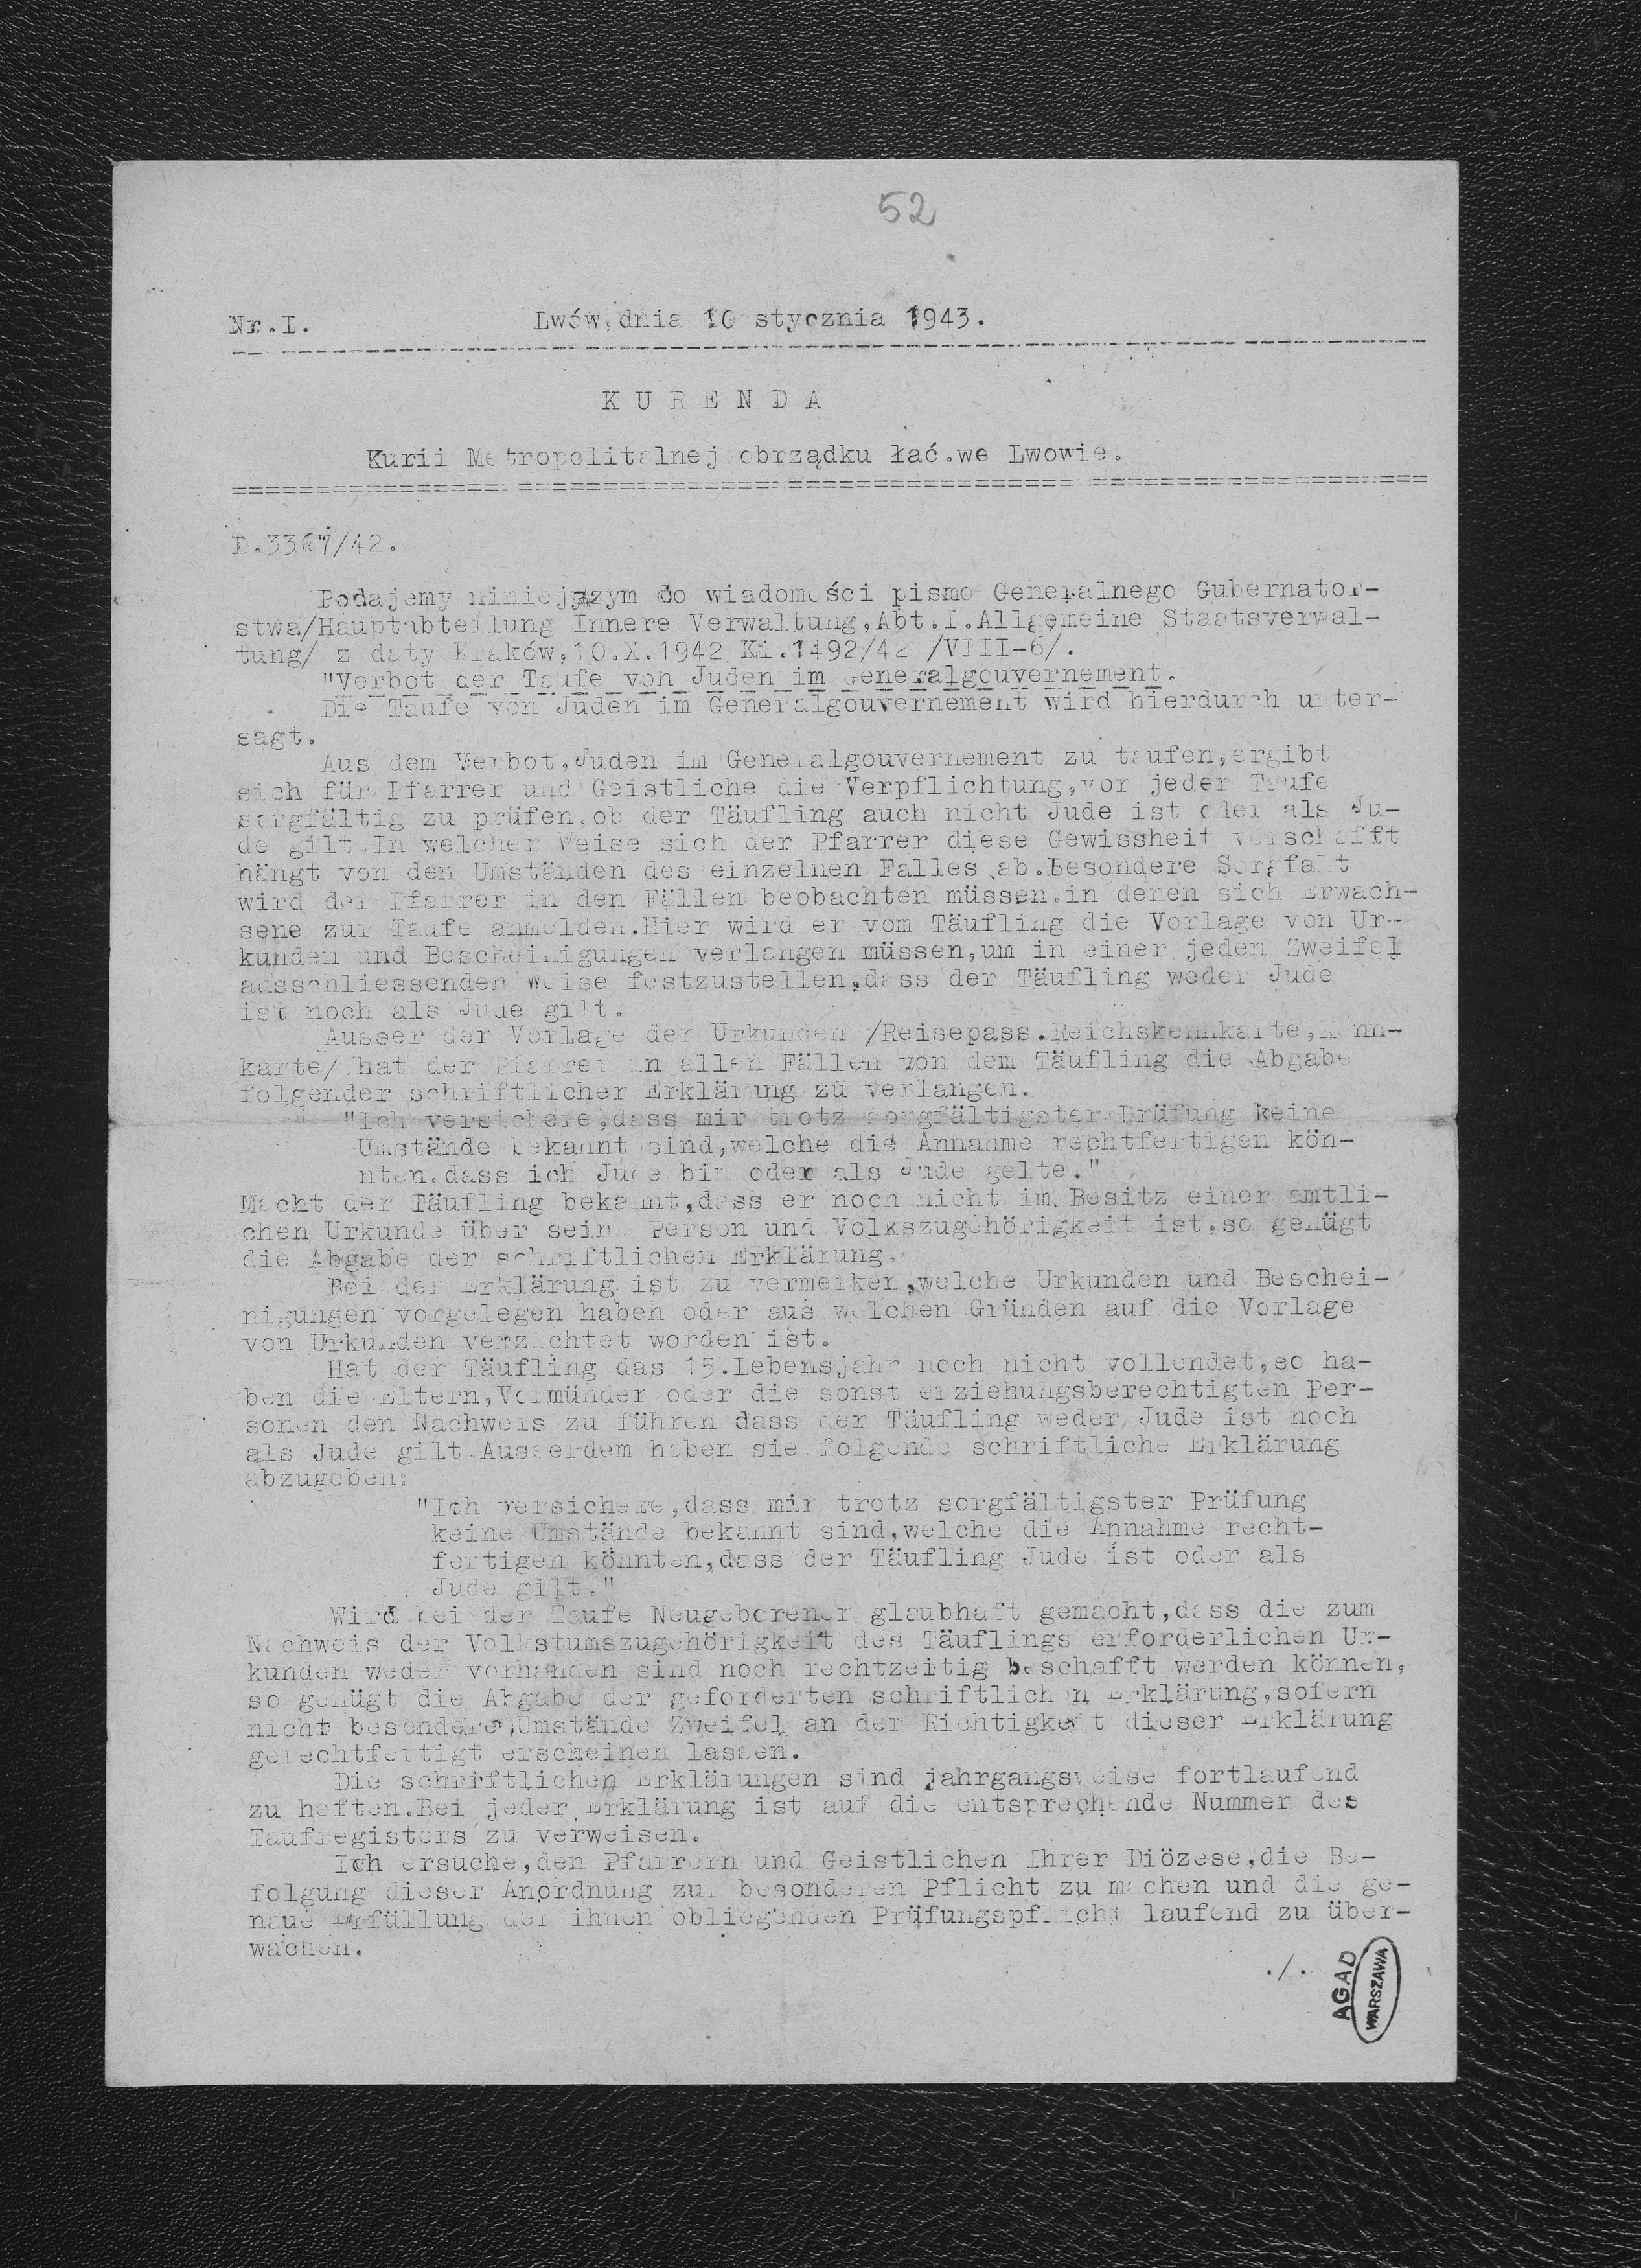 52
Nr.I. Lwów,dnia 10 stycznia 1943.
K U R E N D A
Kurii Metropolitalnej obrządku łać.we Lwowie.
/42.
Podajemy niniejszym do wiadomości pismo Generalnego Gubernator-
stwa/Hauptabteilung Innere Verwaltung,Abt.I.Allgemeine Staatsverwal-
tung/ z daty Kraków,10.X.1942 Ki.1492/42 /VIII-6/.
"Verbot der Taufe von Juden im Generalgouvernement.
Die Taufe von Juden im Generalgouvernement wird hierdurch unter-
sagt.
Aus dem Verbot,Juden im Generalgouvernement zu taufen,ergibt
sich für Pfarrer und Geistliche die Verpflichtung,vor jeder Taufe
sorgfältig zu prüfen,ob der Täufling auch nicht Jude ist oder als Ju-
de gilt.In welcher Weise sich der Pfarrer diese Gewissheit verschafft
hängt von den Umständen des einzelnen Falles ab.Besondere Sorgfalt
wird der Pfarrer in den Fällen beobachten müssen.in denen sich Erwach-
sene zur Taufe anmelden.Hier wird er vom Täufling die Vorlage von Ur-
kunden und Bescheinigungen verlangen müssen,um in einer jeden Zweifel
ausschliessenden Weise festzustellen,dass der Täufling weder Jude
ist noch als Jude gilt.
Ausser der Vorlage der Urkunden /Reisepass.Reichskennkarte,Kenn-
karte/ hat der Pfarrer in allen Fällen von dem Täufling die Abgabe
folgender schriftlicher Erklärung zu verlangen.
"Ich versichere,dass mir trotz sorgfältigster Prüfung keine
Umstände bekannt sind,welche die Annahme rechtfertigen kön-
nten,dass ich Jude bin oder als Jude gelte."
Macht der Täufling bekannt,dass er noch nicht im Besitz einer amtli-
chen Urkunde über seine Person und Volkszugehörigkeit ist.so genügt
die Abgabe der schriftlichen Erklärung.
Bei der Erklärung ist zu vermerken,welche Urkunden und Beschei-
nigungen vorgelegen haben oder aus welchen Gründen auf die Vorlage
von Urkunden verzichtet worden ist.
Hat der Täufling das 15.Lebensjahr noch nicht vollendet,so ha-
ben die Eltern,Vormünder oder die sonst erziehungsberechtigten Per-
sonen den Nachweis zu führen dass der Täufling weder Jude ist noch
als Jude gilt.Ausserdem haben sie folgende schriftliche Erklärung
abzugeben:
"Ich versichere,dass mir trotz sorgfältigster Prüfung
keine Umstände bekannt sind,welche die Annahme recht-
fertigen könnten,dass der Täufling Jude ist oder als
Jude gilt."
Wird bei der Taufe Neugeborener glaubhaft gemacht,dass die zum
Nachweis der Volkstumszugehörigkeit des Täuflings erforderlichen Ur-
kunden weder vorhanden sind noch rechtzeitig beschafft werden können,
so genügt die Abgabe der geforderten schriftlichen Erklärung,sofern
nicht besondere Umstände Zweifel an der Richtigkeit dieser Erklärung
gerechtfertigt erscheinen lassen.
Die schriftlichen Erklärungen sind jahrgangsweise fortlaufend
zu heften.Bei jeder Erklärung ist auf die entsprechende Nummer des
Taufregisters zu verweisen.
Ich ersuche,den Pfarrern und Geistlichen Ihrer Diözese,die Be-
folgung dieser Anordnung zur besonderen Pflicht zu machen und die ge-
naue Erfüllung der ihnen obliegenden Prüfungspflicht laufend zu über-
wachen.
./.
AGAD
WARSZAWA